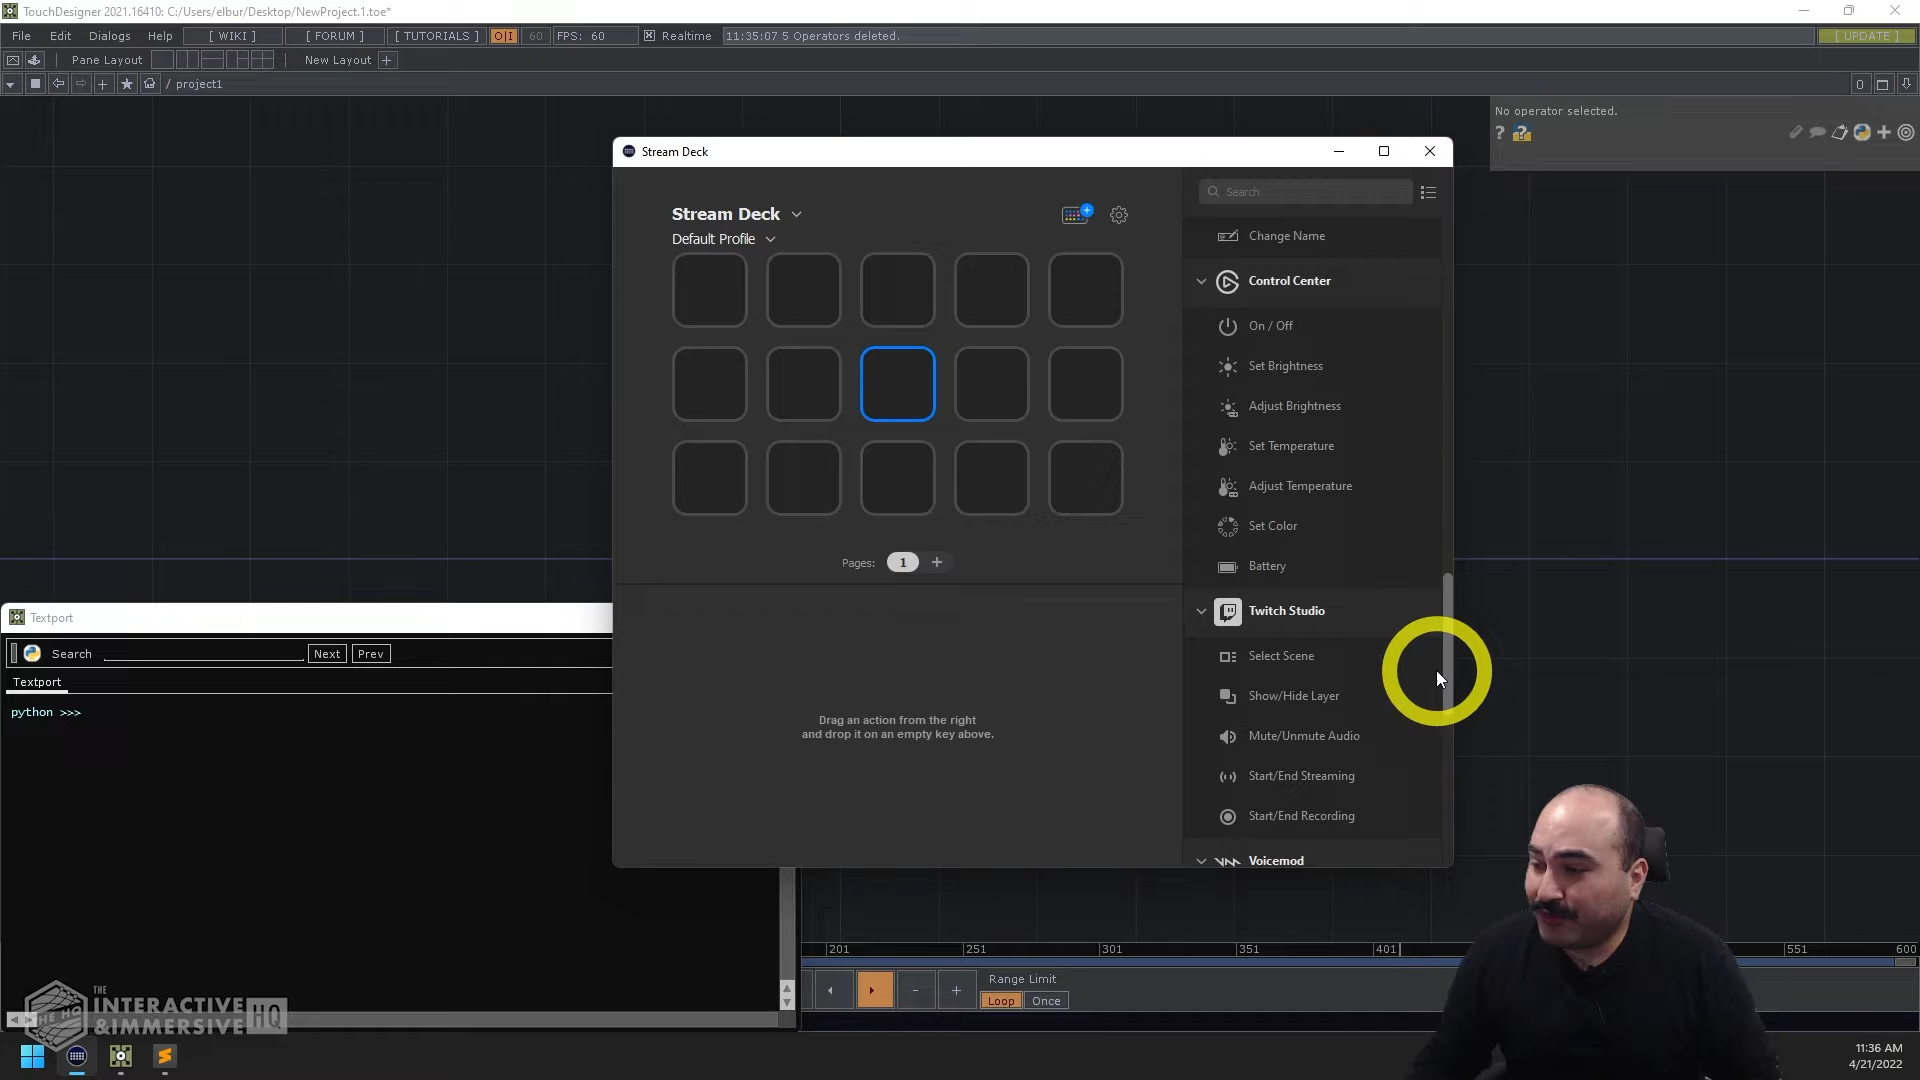 TouchDesigner 2021.16410: C:/Users/elbur/Desktop/NewProject.1.toe*
File Edit Dialogs Help [ WIKI ] [ FORUM ] [ TUTORIALS ] O|I 60 FPS: 60 Realtime 11:35:07 5 Operators deleted. [ UPDATE ]
Pane Layout New Layout +
/ project1 0
No operator selected.
Stream Deck
Search
Stream Deck
Default Profile
Change Name
Control Center
On / Off
Set Brightness
Adjust Brightness
Set Temperature
Adjust Temperature
Set Color
Battery
Pages: 1 +
Twitch Studio
Select Scene
Show/Hide Layer
Mute/Unmute Audio
Start/End Streaming
Start/End Recording
Voicemod
Drag an action from the right
and drop it on an empty key above.
Textport
Search Next Prev
Textport
python >>>
201 251 301 351 401 551 600
Range Limit
- + Loop Once
THE
INTERACTIVE
&IMMERSIVE HQ
THE HQ
11:36 AM
4/21/2022